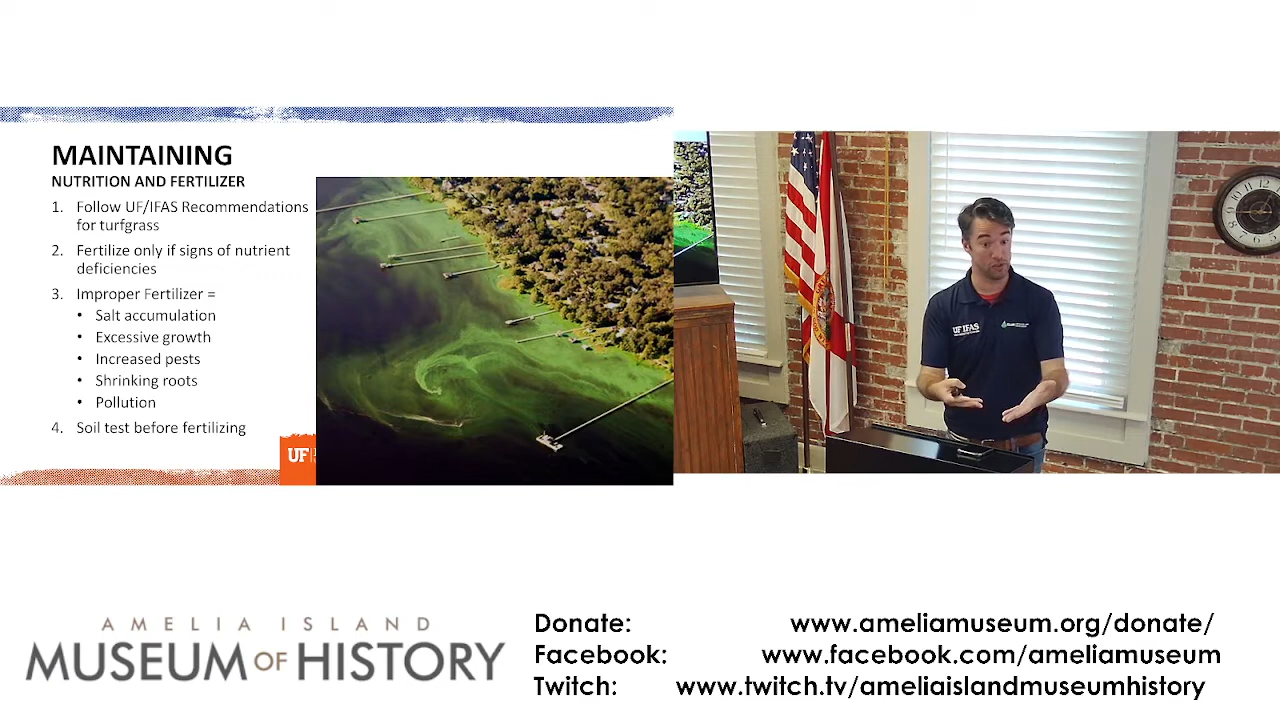 MAINTAINING
NUTRITION AND FERTILIZER
1. Follow UF/IFAS Recommendations
for turfgrass
2. Fertilize only if signs of nutrient
deficiencies
3. Improper Fertilizer =
• Salt accumulation
• Excessive growth
• Increased pests
• Shrinking roots
• Pollution
4. Soil test before fertilizing
UF
UF IFAS
AMELIA ISLAND
MUSEUM OF HISTORY
Donate: www.ameliamuseum.org/donate/
Facebook: www.facebook.com/ameliamuseum
Twitch: www.twitch.tv/ameliaislandmuseumhistory